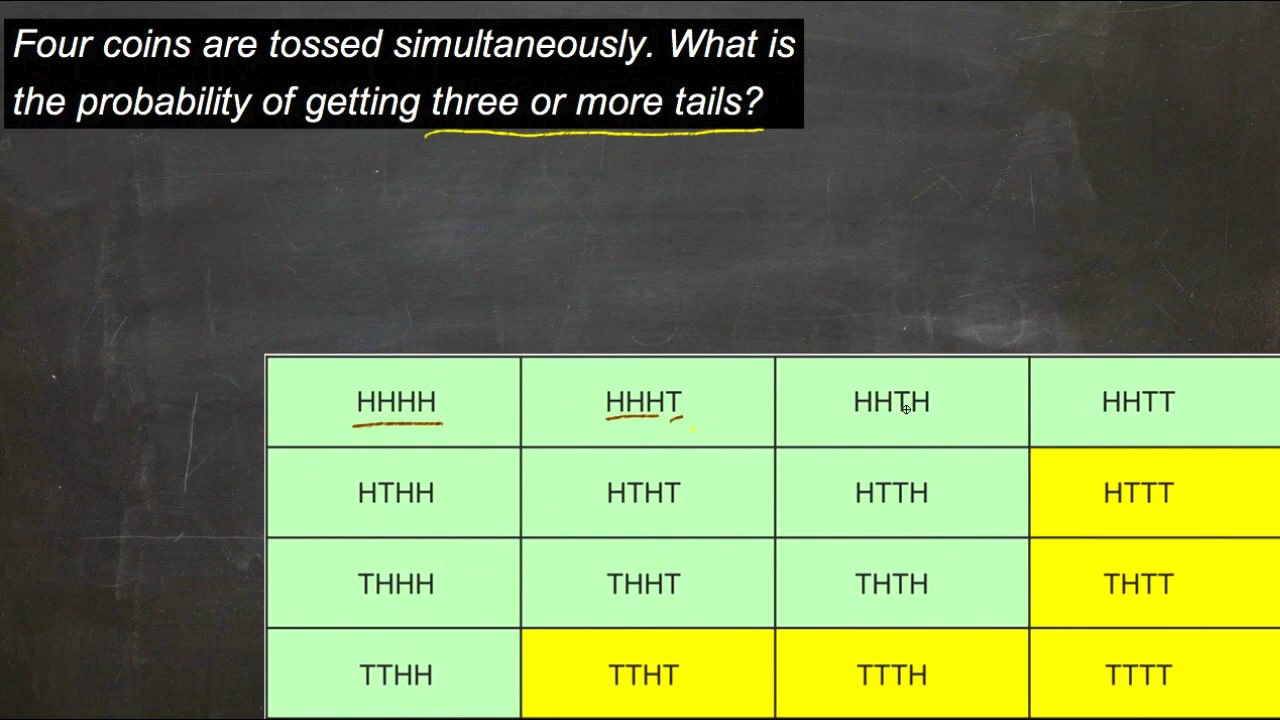 Four coins are tossed simultaneously. What is
the probability of getting three or more tails?
HHHH HHHT HHTH HHTT
HTHH HTHT HTTH HTTT
THHH THHT THTH THTT
TTHH TTHT TTTH TTTT